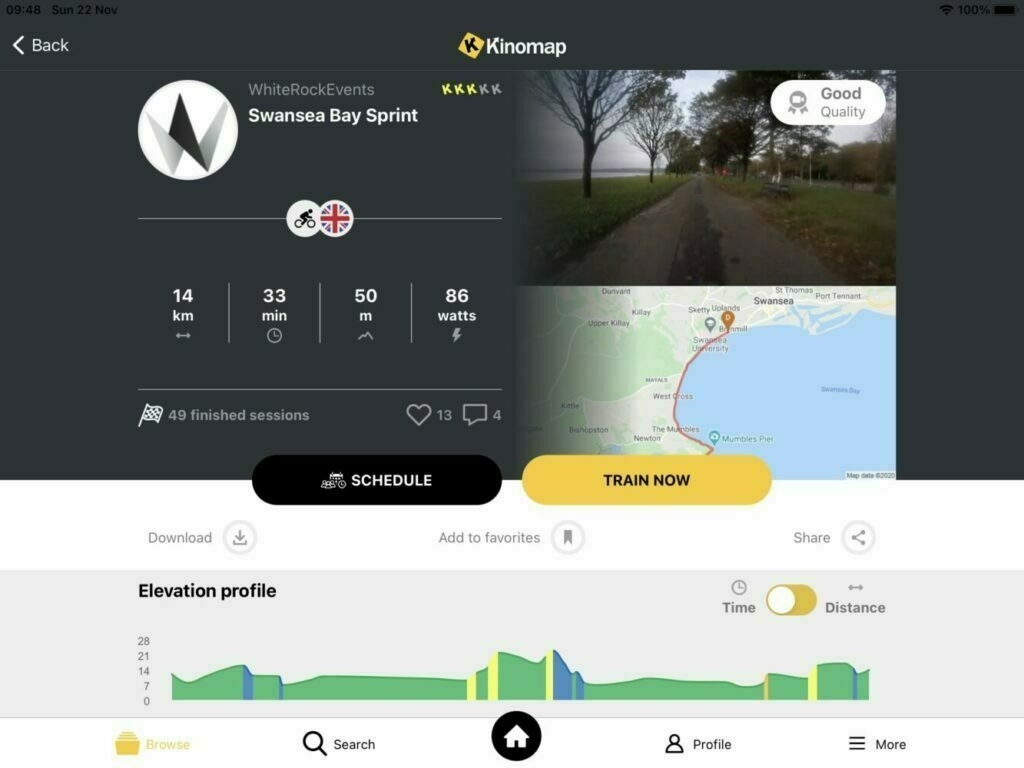 09:48 Sun 22 Nov
100%
Back
Kinomap
WhiteRockEvents
KKKKK
Swansea Bay Sprint
Good
Quality
14
km
33
min
50
m
86
watts
49 finished sessions
13
4
Dunvant
Killay
Upper Killay
Sketty
Uplands
St Thomas
Swansea
Port Tennant
D
Brynmill
Swansea
University
MAYALS
West Cross
Swansea Bay
Kittle
Bishopston
The Mumbles
Newton
Mumbles Pier
Map data ©2020
SCHEDULE
TRAIN NOW
Download
Add to favorites
Share
Elevation profile
Time
Distance
28
21
14
7
0
Browse
Search
Profile
More